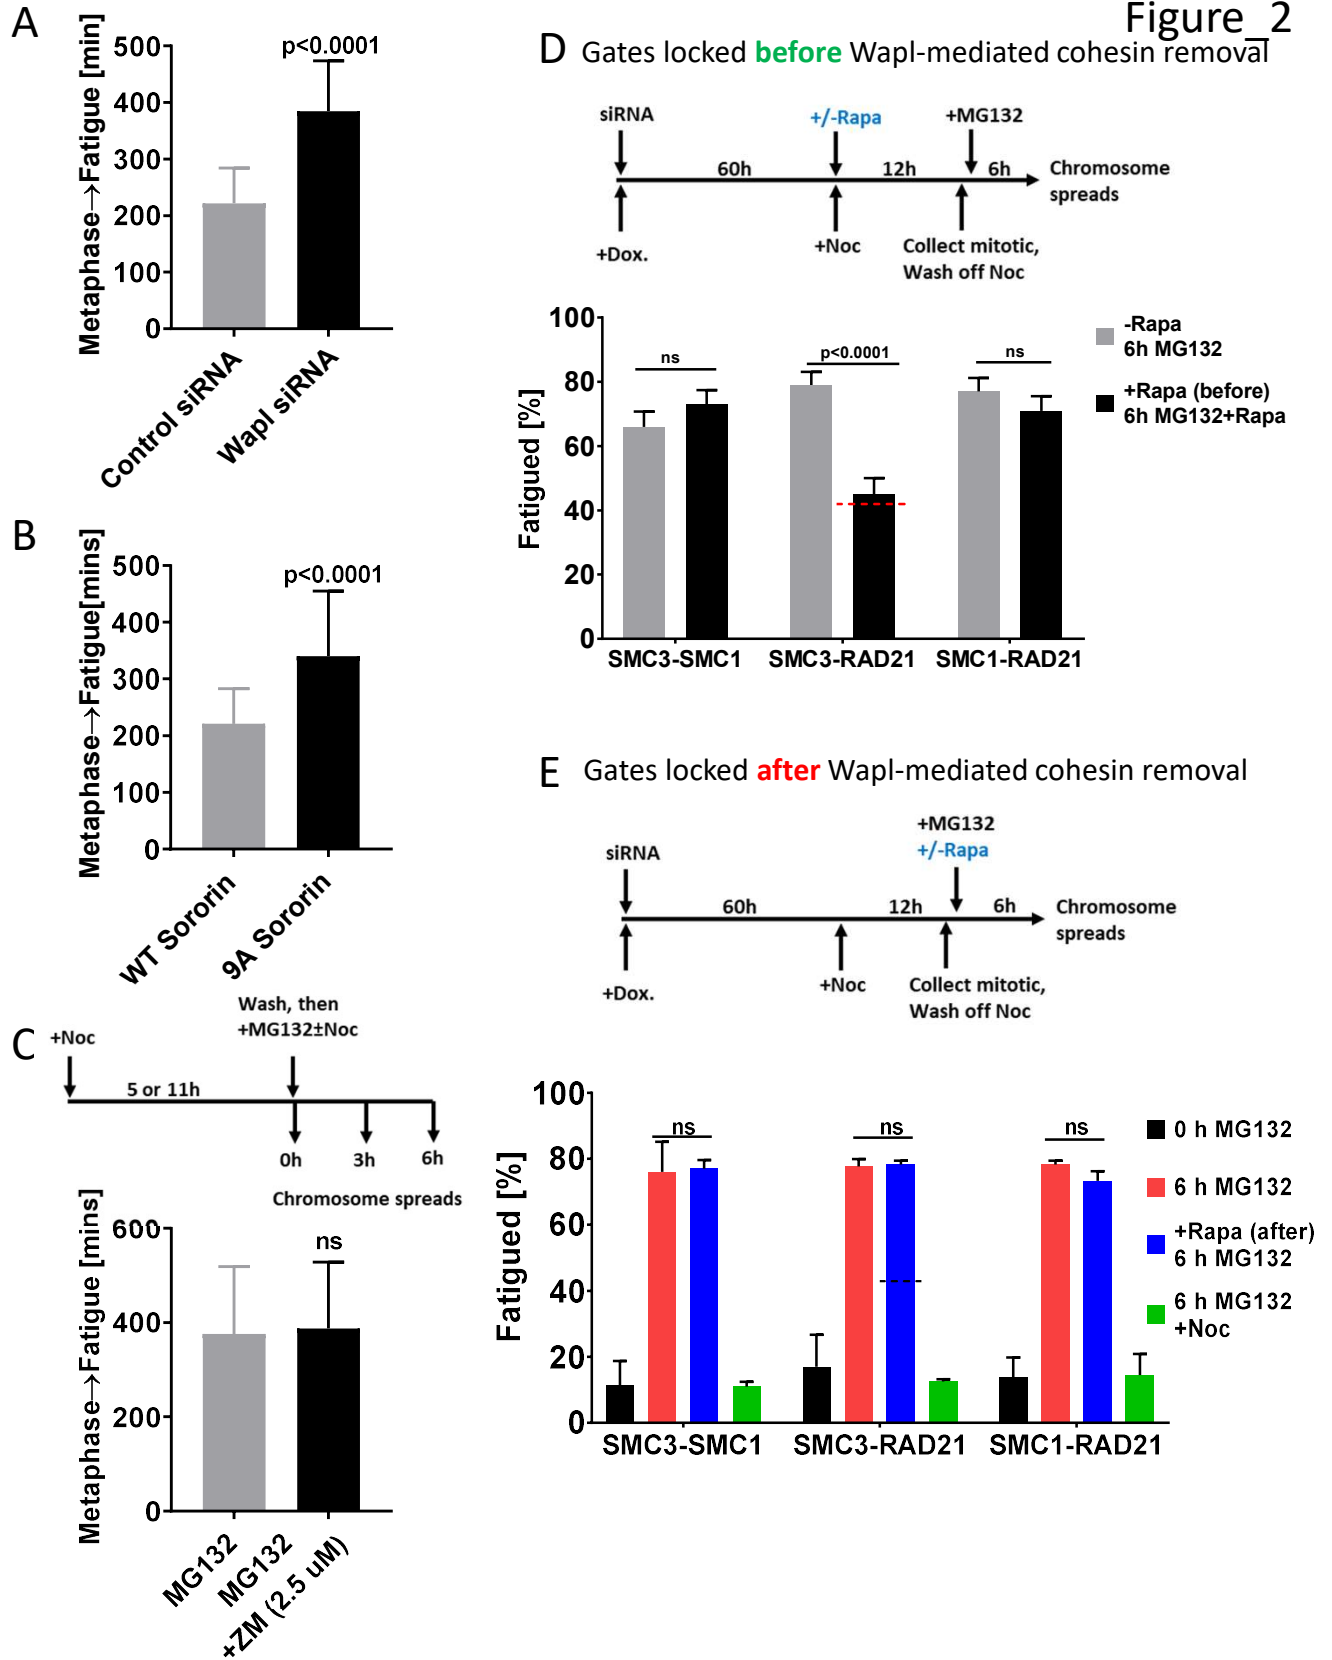 Figure_2
A
Metaphase→Fatigue [min]
500
400
300
200
100
0
p<0.0001
Control siRNA
Wapl siRNA
B
Metaphase→Fatigue[mins]
500
400
300
200
100
0
p<0.0001
WT Sororin
9A Sororin
C
+Noc
Wash, then
+MG132±Noc
5 or 11h
0h
3h
6h
Chromosome spreads
Metaphase→Fatigue [mins]
600
400
200
0
ns
MG132
MG132
+ZM (2.5 uM)
D
Gates locked before Wapl-mediated cohesin removal
siRNA
+/-Rapa
+MG132
60h
12h
6h
Chromosome
spreads
+Dox.
+Noc
Collect mitotic,
Wash off Noc
Fatigued [%]
100
80
60
40
20
0
ns
p<0.0001
ns
SMC3-SMC1
SMC3-RAD21
SMC1-RAD21
-Rapa
6h MG132
+Rapa (before)
6h MG132+Rapa
E
Gates locked after Wapl-mediated cohesin removal
+MG132
+/-Rapa
siRNA
60h
12h
6h
Chromosome
spreads
+Dox.
+Noc
Collect mitotic,
Wash off Noc
Fatigued [%]
100
80
60
40
20
0
ns
ns
ns
SMC3-SMC1
SMC3-RAD21
SMC1-RAD21
0 h MG132
6 h MG132
+Rapa (after)
6 h MG132
6 h MG132
+Noc